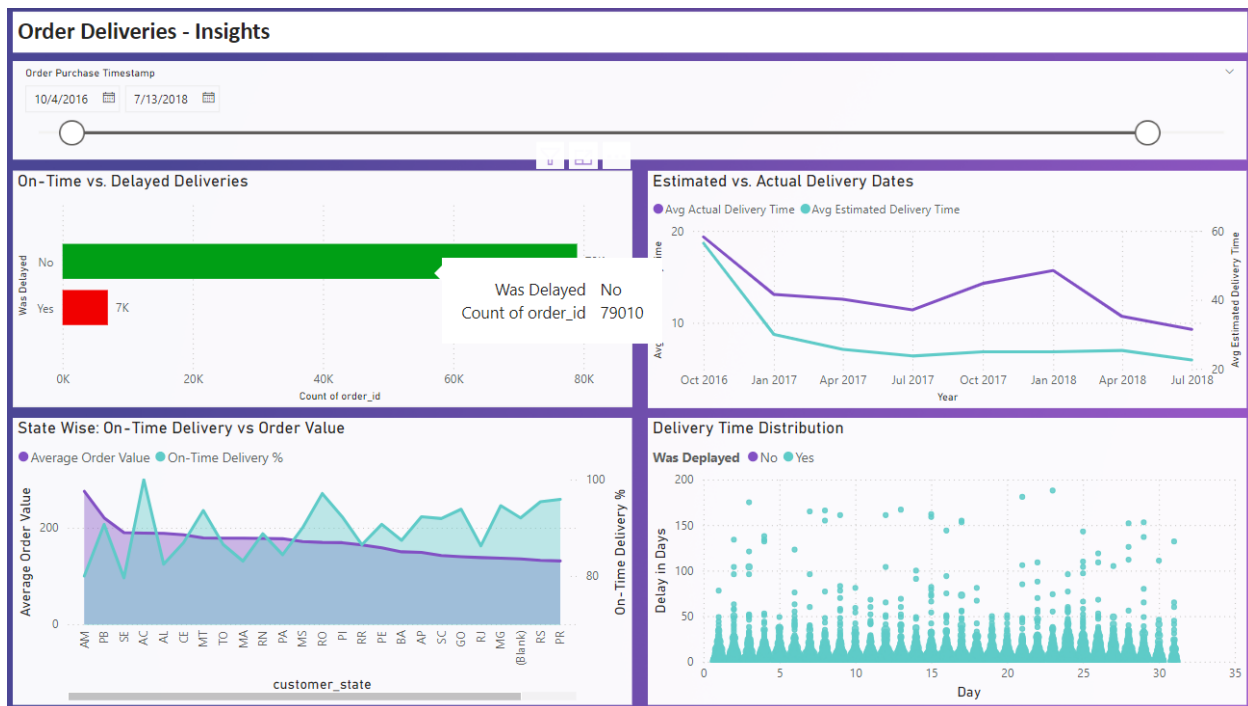 Order Deliveries - Insights
Order Purchase Timestamp
10/4/2016 7/13/2018
On-Time vs. Delayed Deliveries
Was Delayed
No
Yes
7K
Was Delayed No
Count of order_id 79010
0K 20K 40K 60K 80K
Count of order_id
Estimated vs. Actual Delivery Dates
Avg Actual Delivery Time Avg Estimated Delivery Time
20
10
60
40
20
Avg Estimated Delivery Time
Oct 2016 Jan 2017 Apr 2017 Jul 2017 Oct 2017 Jan 2018 Apr 2018 Jul 2018
Year
State Wise: On-Time Delivery vs Order Value
Average Order Value On-Time Delivery %
Average Order Value
200
0
100
80
On-Time Delivery %
AM PB SE AC AL CE MT TO MA RN PA MS RO PI RR PE BA AP SC GO RJ MG (Blank) RS PR
customer_state
Delivery Time Distribution
Was Deplayed No Yes
Delay in Days
200
150
100
50
0
0 5 10 15 20 25 30 35
Day